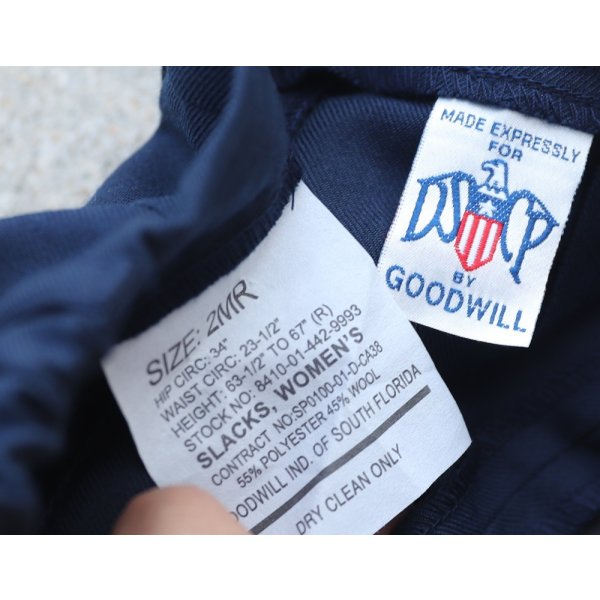 MADE EXPRESSLY
FOR
DSCP
BY
GOODWILL
SIZE: 2MR
HIP CIRC: 34"
WAIST CIRC: 23-1/2"
HEIGHT: 63-1/2" TO 67" (R)
STOCK NO: 8410-01-442-9993
SLACKS, WOMEN'S
CONTRACT NO:SP0100-01-D-CA38
55% POLYESTER 45% WOOL
OODWILL IND. OF SOUTH FLORIDA
DRY CLEAN ONLY